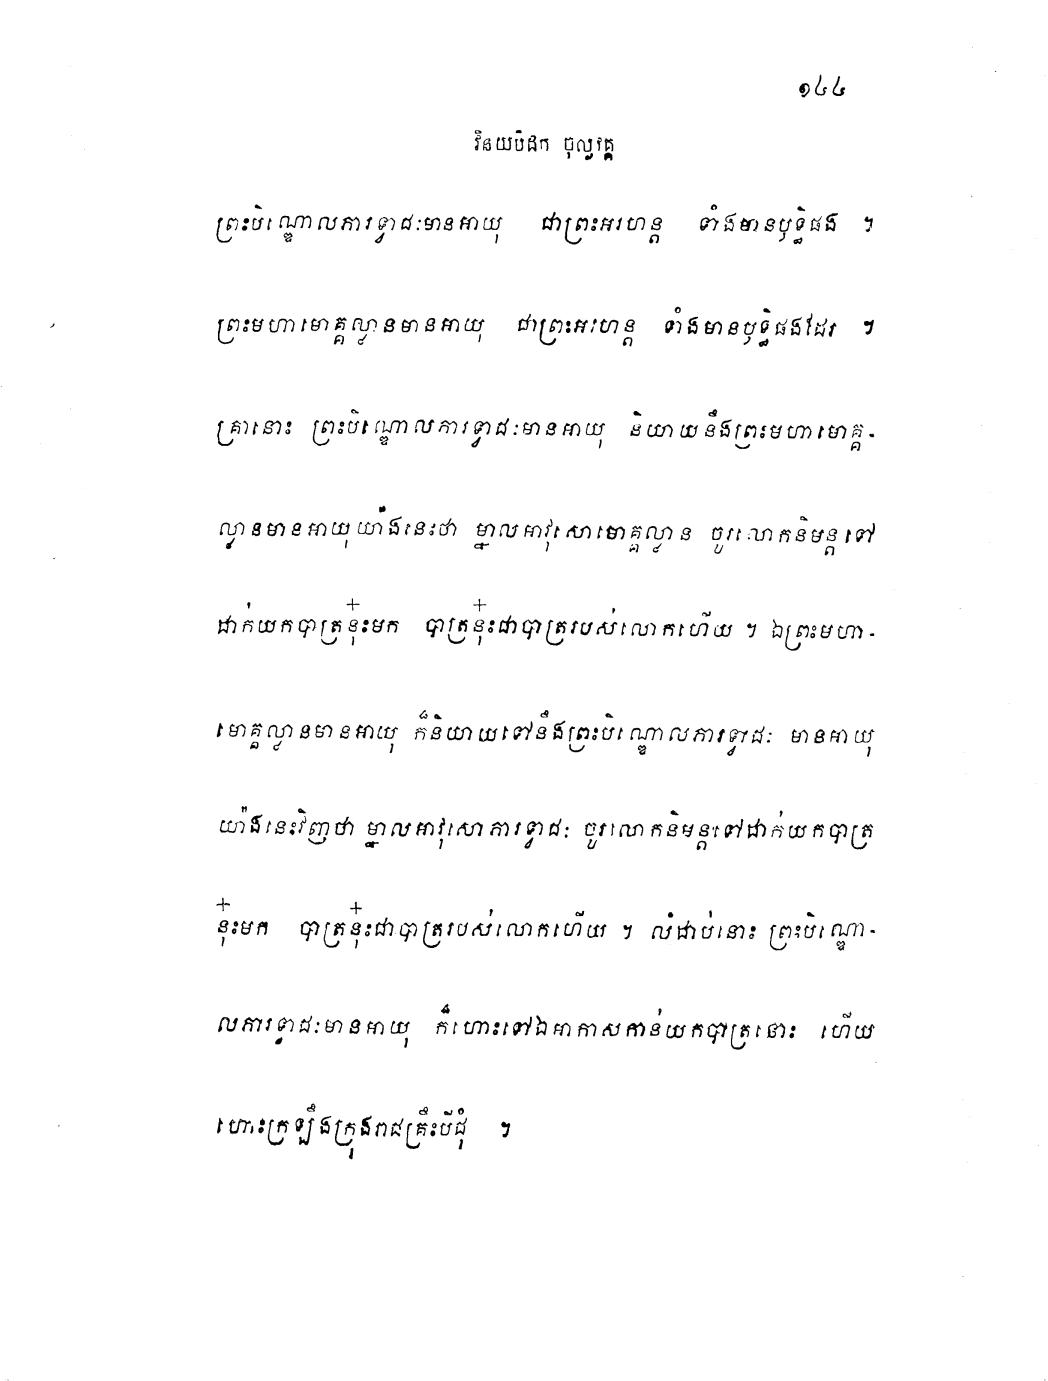 ១៤៤
វិនយបិដក ចុល្លវគ្គ
ព្រះបិណ្ឌោលភារទ្វាជៈមានអាយុ ជាព្រះអរហន្ត ទាំងមានឫទ្ធិផង ។
ព្រះមហាមោគ្គល្លានមានអាយុ ជាព្រះអរហន្ត ទាំងមានឫទ្ធិផងដែរ ។
គ្រានោះ ព្រះបិណ្ឌោលភារទ្វាជៈមានអាយុ និយាយនឹងព្រះមហាមោគ្គ-
ល្លានមានអាយុយ៉ាងនេះថា ម្នាលអាវុសោមោគ្គល្លាន ចូរលោកនិមន្តទៅ
ដាក់យកបាត្រនុ៎ះមក បាត្រនុ៎ះជាបាត្ររបស់លោកហើយ ។ ឯព្រះមហា-
មោគ្គល្លានមានអាយុ ក៏និយាយទៅនឹងព្រះបិណ្ឌោលភារទ្វាជៈ មានអាយុ
យ៉ាងនេះវិញថា ម្នាលអាវុសោភារទ្វាជៈ ចូរលោកនិមន្តទៅដាក់យកបាត្រ
នុ៎ះមក បាត្រនុ៎ះជាបាត្ររបស់លោកហើយ ។ លំដាប់នោះ ព្រះបិណ្ឌោ-
លភារទ្វាជៈមានអាយុ ក៏ហោះទៅឯអាកាសកាន់យកបាត្រនោះ ហើយ
ហោះក្រឡឹងក្រុងរាជគ្រឹះបីជុំ ។